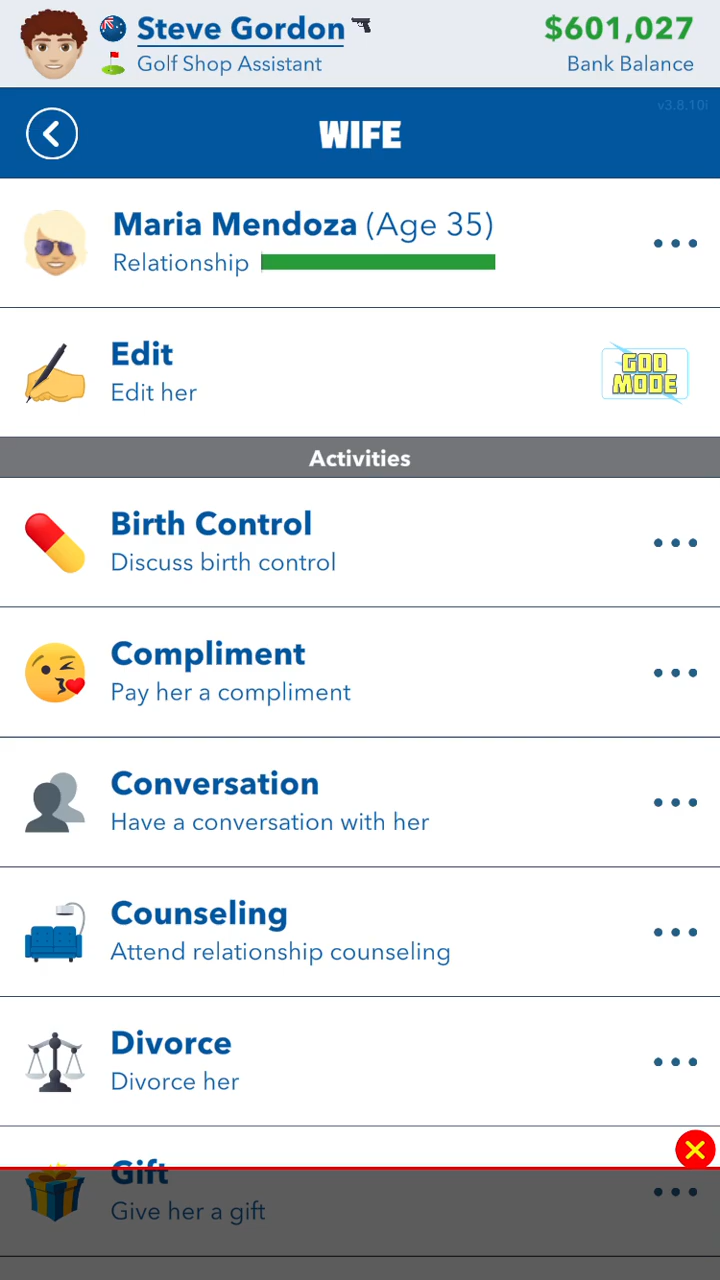 Steve Gordon
$601,027
Golf Shop Assistant
Bank Balance
v3.8.10i
WIFE
Maria Mendoza (Age 35)
Relationship
Edit
Edit her
GOD
MODE
Activities
Birth Control
Discuss birth control
Compliment
Pay her a compliment
Conversation
Have a conversation with her
Counseling
Attend relationship counseling
Divorce
Divorce her
Gift
Give her a gift